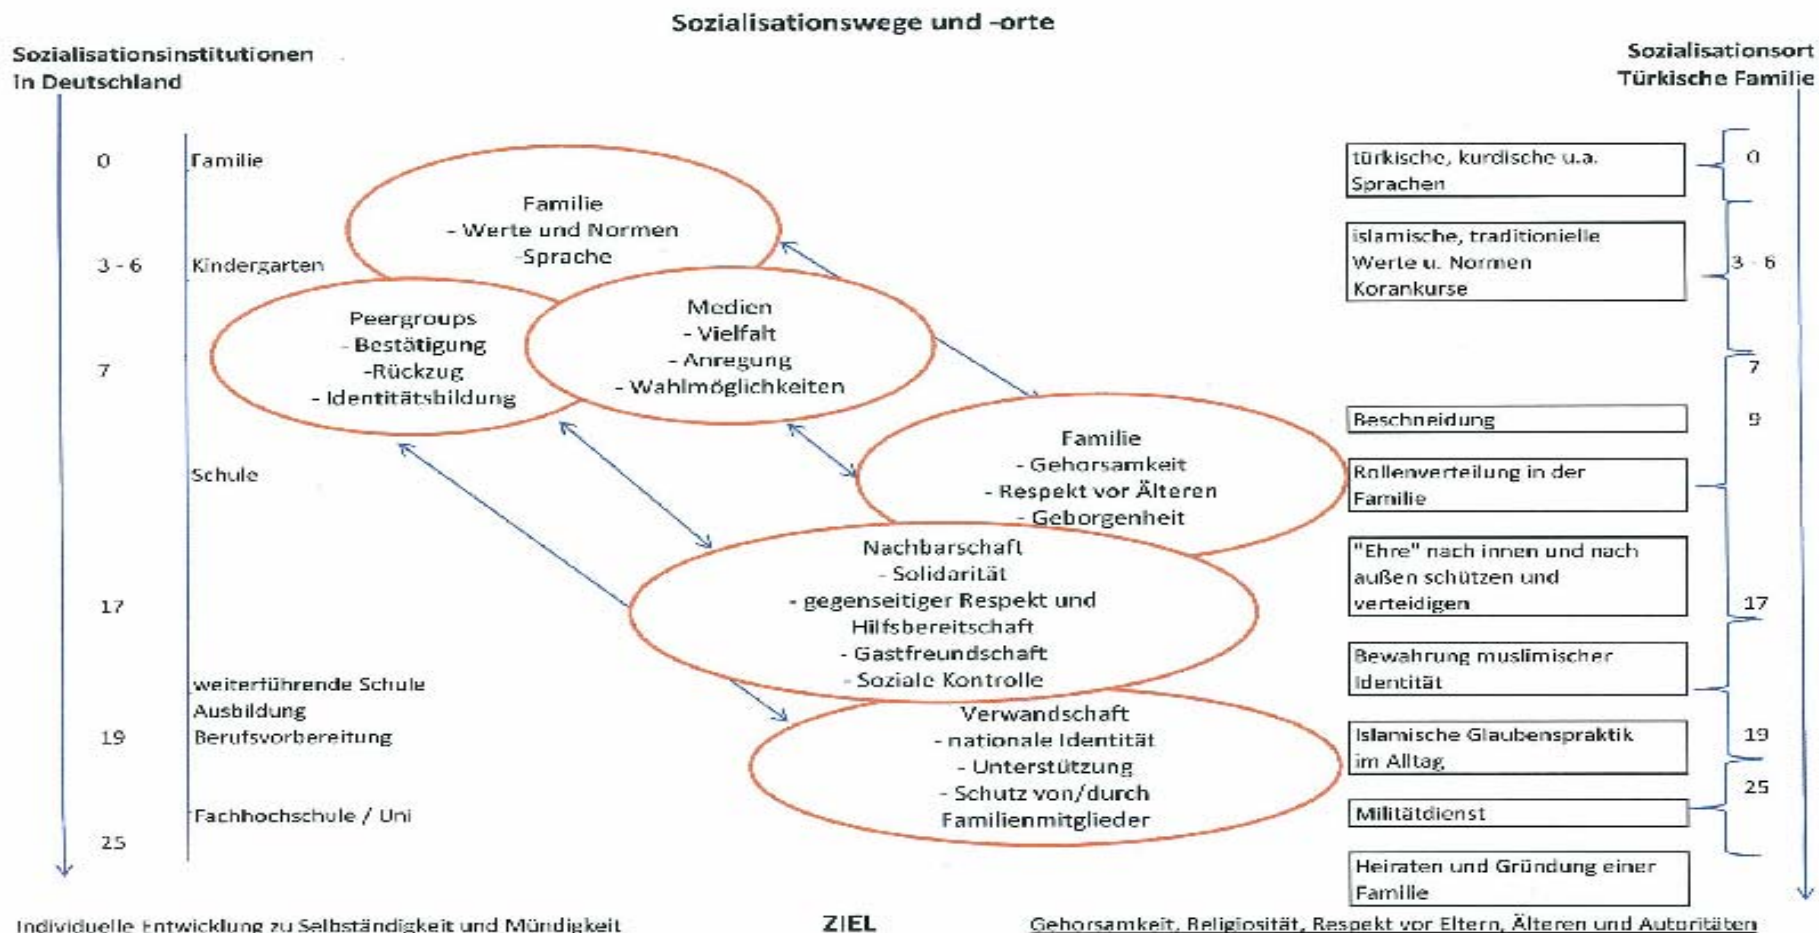 Sozialisationswege und -orte
Sozialisationsinstitutionen
in Deutschland
0
3 - 6
7
17
19
25
Familie
Kindergarten
Schule
weiterführende Schule
Ausbildung
Berufsvorbereitung
Fachhochschule / Uni
Familie
- Werte und Normen
-Sprache
Peergroups
- Bestätigung
-Rückzug
- Identitätsbildung
Medien
- Vielfalt
- Anregung
- Wahlmöglichkeiten
Familie
- Gehorsamkeit
- Respekt vor Älteren
- Geborgenheit
Nachbarschaft
- Solidarität
- gegenseitiger Respekt und
Hilfsbereitschaft
- Gastfreundschaft
- Soziale Kontrolle
Verwandschaft
- nationale Identität
- Unterstützung
- Schutz von/durch
Familienmitglieder
Sozialisationsort
Türkische Familie
türkische, kurdische u.a.
Sprachen
islamische, traditionielle
Werte u. Normen
Korankurse
Beschneidung
Rollenverteilung in der
Familie
"Ehre" nach innen und nach
außen schützen und
verteidigen
Bewahrung muslimischer
Identität
Islamische Glaubenspraktik
im Alltag
Militätdienst
Heiraten und Gründung einer
Familie
0
3 - 6
7
9
17
19
25
Individuelle Entwicklung zu Selbständigkeit und Mündigkeit
ZIEL
Gehorsamkeit, Religiosität, Respekt vor Eltern, Älteren und Autoritäten